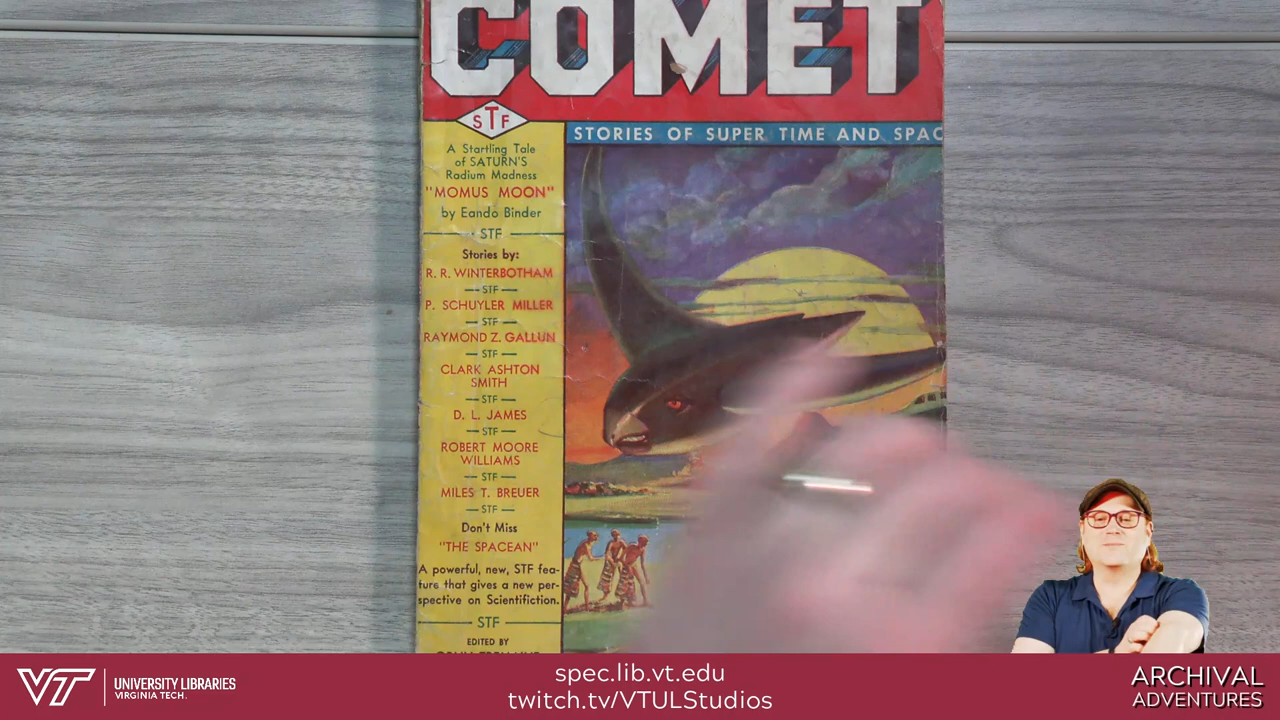 COMET
STF
STORIES OF SUPER TIME AND SPAC
A Startling Tale
of SATURN'S
Radium Madness
"MOMUS MOON"
by Eando Binder
STF
Stories by:
R. R. WINTERBOTHAM
STF
P. SCHUYLER MILLER
STF
RAYMOND Z. GALLUN
STF
CLARK ASHTON
SMITH
STF
D. L. JAMES
STF
ROBERT MOORE
WILLIAMS
STF
MILES T. BREUER
STF
Don't Miss
"THE SPACEAN"
A powerful, new, STF fea-
ture that gives a new per-
spective on Scientifiction.
STF
EDITED BY
VT UNIVERSITY LIBRARIES
VIRGINIA TECH.
spec.lib.vt.edu
twitch.tv/VTULStudios
ARCHIVAL
ADVENTURES